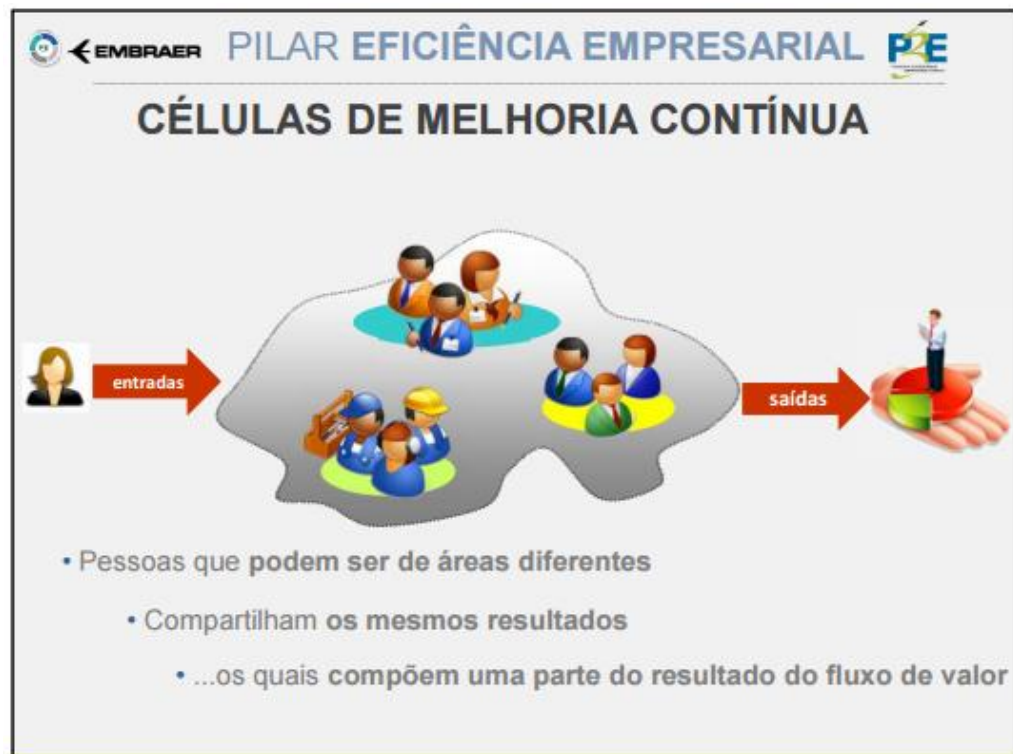 EMBRAER PILAR EFICIÊNCIA EMPRESARIAL P2E
CÉLULAS DE MELHORIA CONTÍNUA
entradas
saídas
• Pessoas que podem ser de áreas diferentes
• Compartilham os mesmos resultados
• ...os quais compõem uma parte do resultado do fluxo de valor